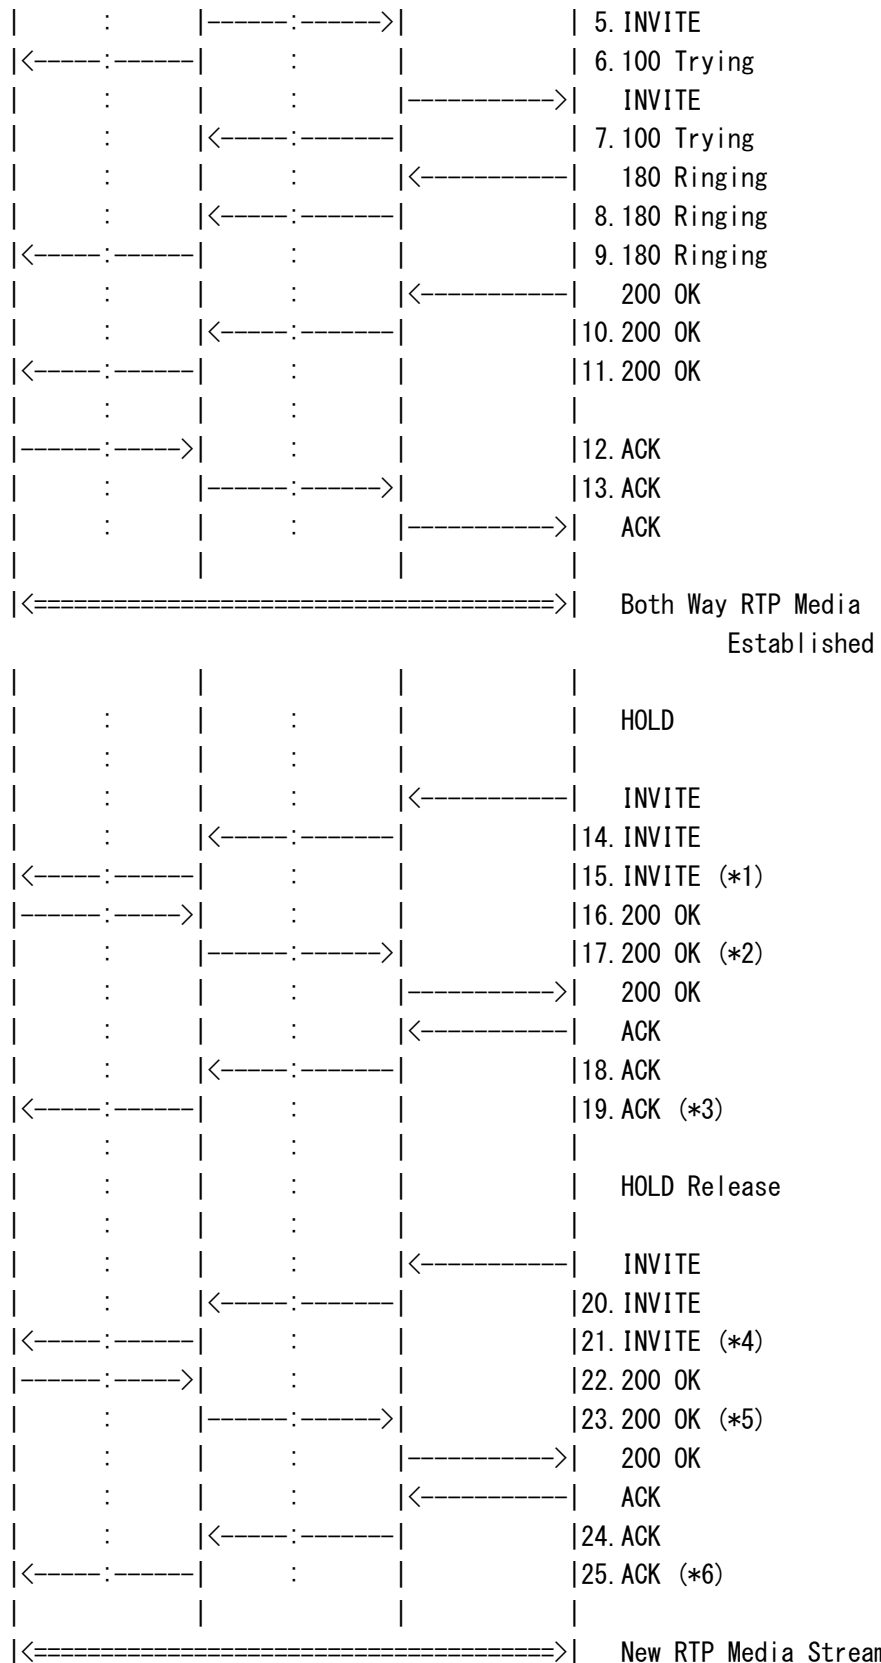 |      :      |------:------>|            | 5.INVITE
|<-----:------|      :       |            | 6.100 Trying
|      :      |      :       |----------->|   INVITE
|      :      |<-----:-------|            | 7.100 Trying
|      :      |      :       |<-----------|   180 Ringing
|      :      |<-----:-------|            | 8.180 Ringing
|<-----:------|      :       |            | 9.180 Ringing
|      :      |      :       |<-----------|   200 OK
|      :      |<-----:-------|            |10.200 OK
|<-----:------|      :       |            |11.200 OK
|      :      |      :       |            |
|------:----->|      :       |            |12.ACK
|      :      |------:------>|            |13.ACK
|      :      |      :       |----------->|   ACK
|             |              |            |
|<=======================================>|   Both Way RTP Media
                                                      Established
|             |              |            |
|      :      |      :       |            |   HOLD
|      :      |      :       |            |
|      :      |      :       |<-----------|   INVITE
|      :      |<-----:-------|            |14.INVITE
|<-----:------|      :       |            |15.INVITE (*1)
|------:----->|      :       |            |16.200 OK
|      :      |------:------>|            |17.200 OK (*2)
|      :      |      :       |----------->|   200 OK
|      :      |      :       |<-----------|   ACK
|      :      |<-----:-------|            |18.ACK
|<-----:------|      :       |            |19.ACK (*3)
|      :      |      :       |            |
|      :      |      :       |            |   HOLD Release
|      :      |      :       |            |
|      :      |      :       |<-----------|   INVITE
|      :      |<-----:-------|            |20.INVITE
|<-----:------|      :       |            |21.INVITE (*4)
|------:----->|      :       |            |22.200 OK
|      :      |------:------>|            |23.200 OK (*5)
|      :      |      :       |----------->|   200 OK
|      :      |      :       |<-----------|   ACK
|      :      |<-----:-------|            |24.ACK
|<-----:------|      :       |            |25.ACK (*6)
|             |              |            |
|<=======================================>|   New RTP Media Stream